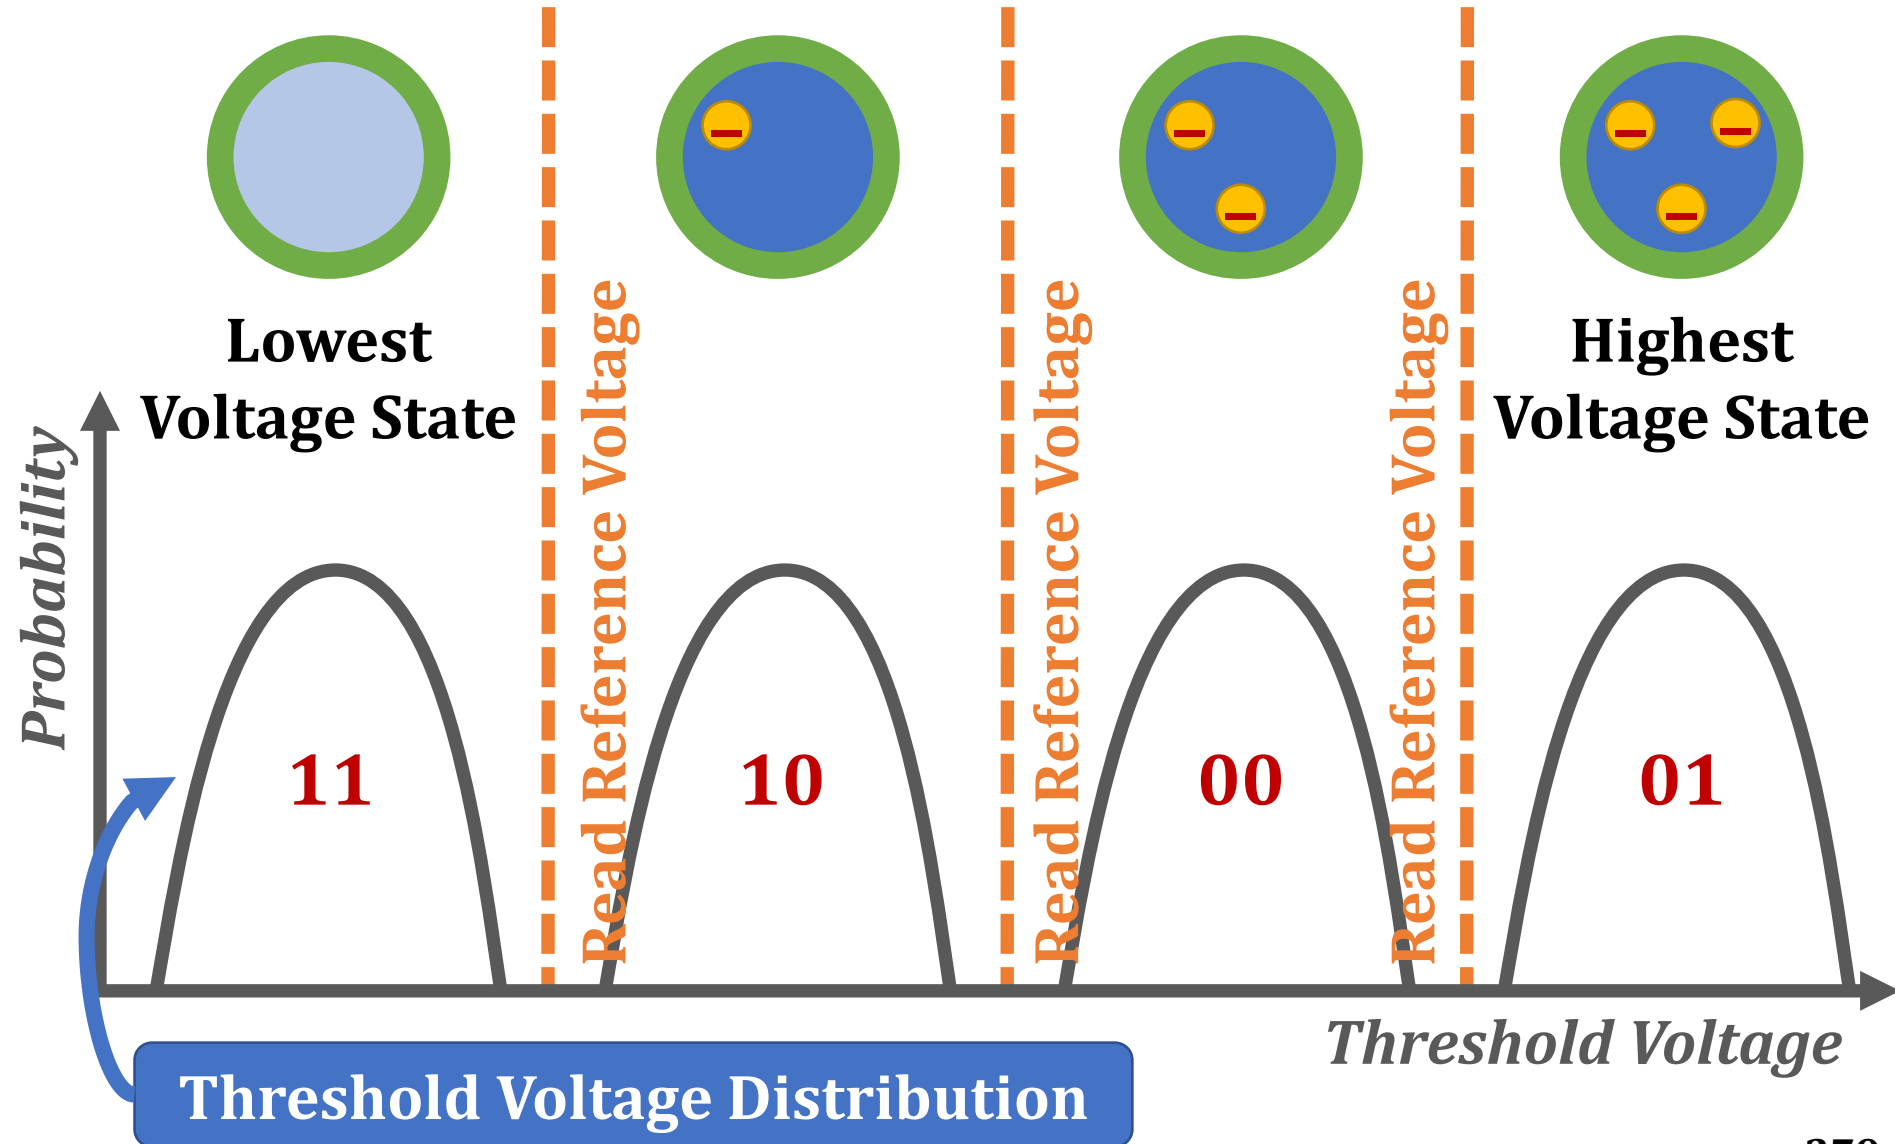 Lowest
Voltage State
Highest
Voltage State
Probability
Read Reference Voltage
Read Reference Voltage
Read Reference Voltage
11
10
00
01
Threshold Voltage
Threshold Voltage Distribution